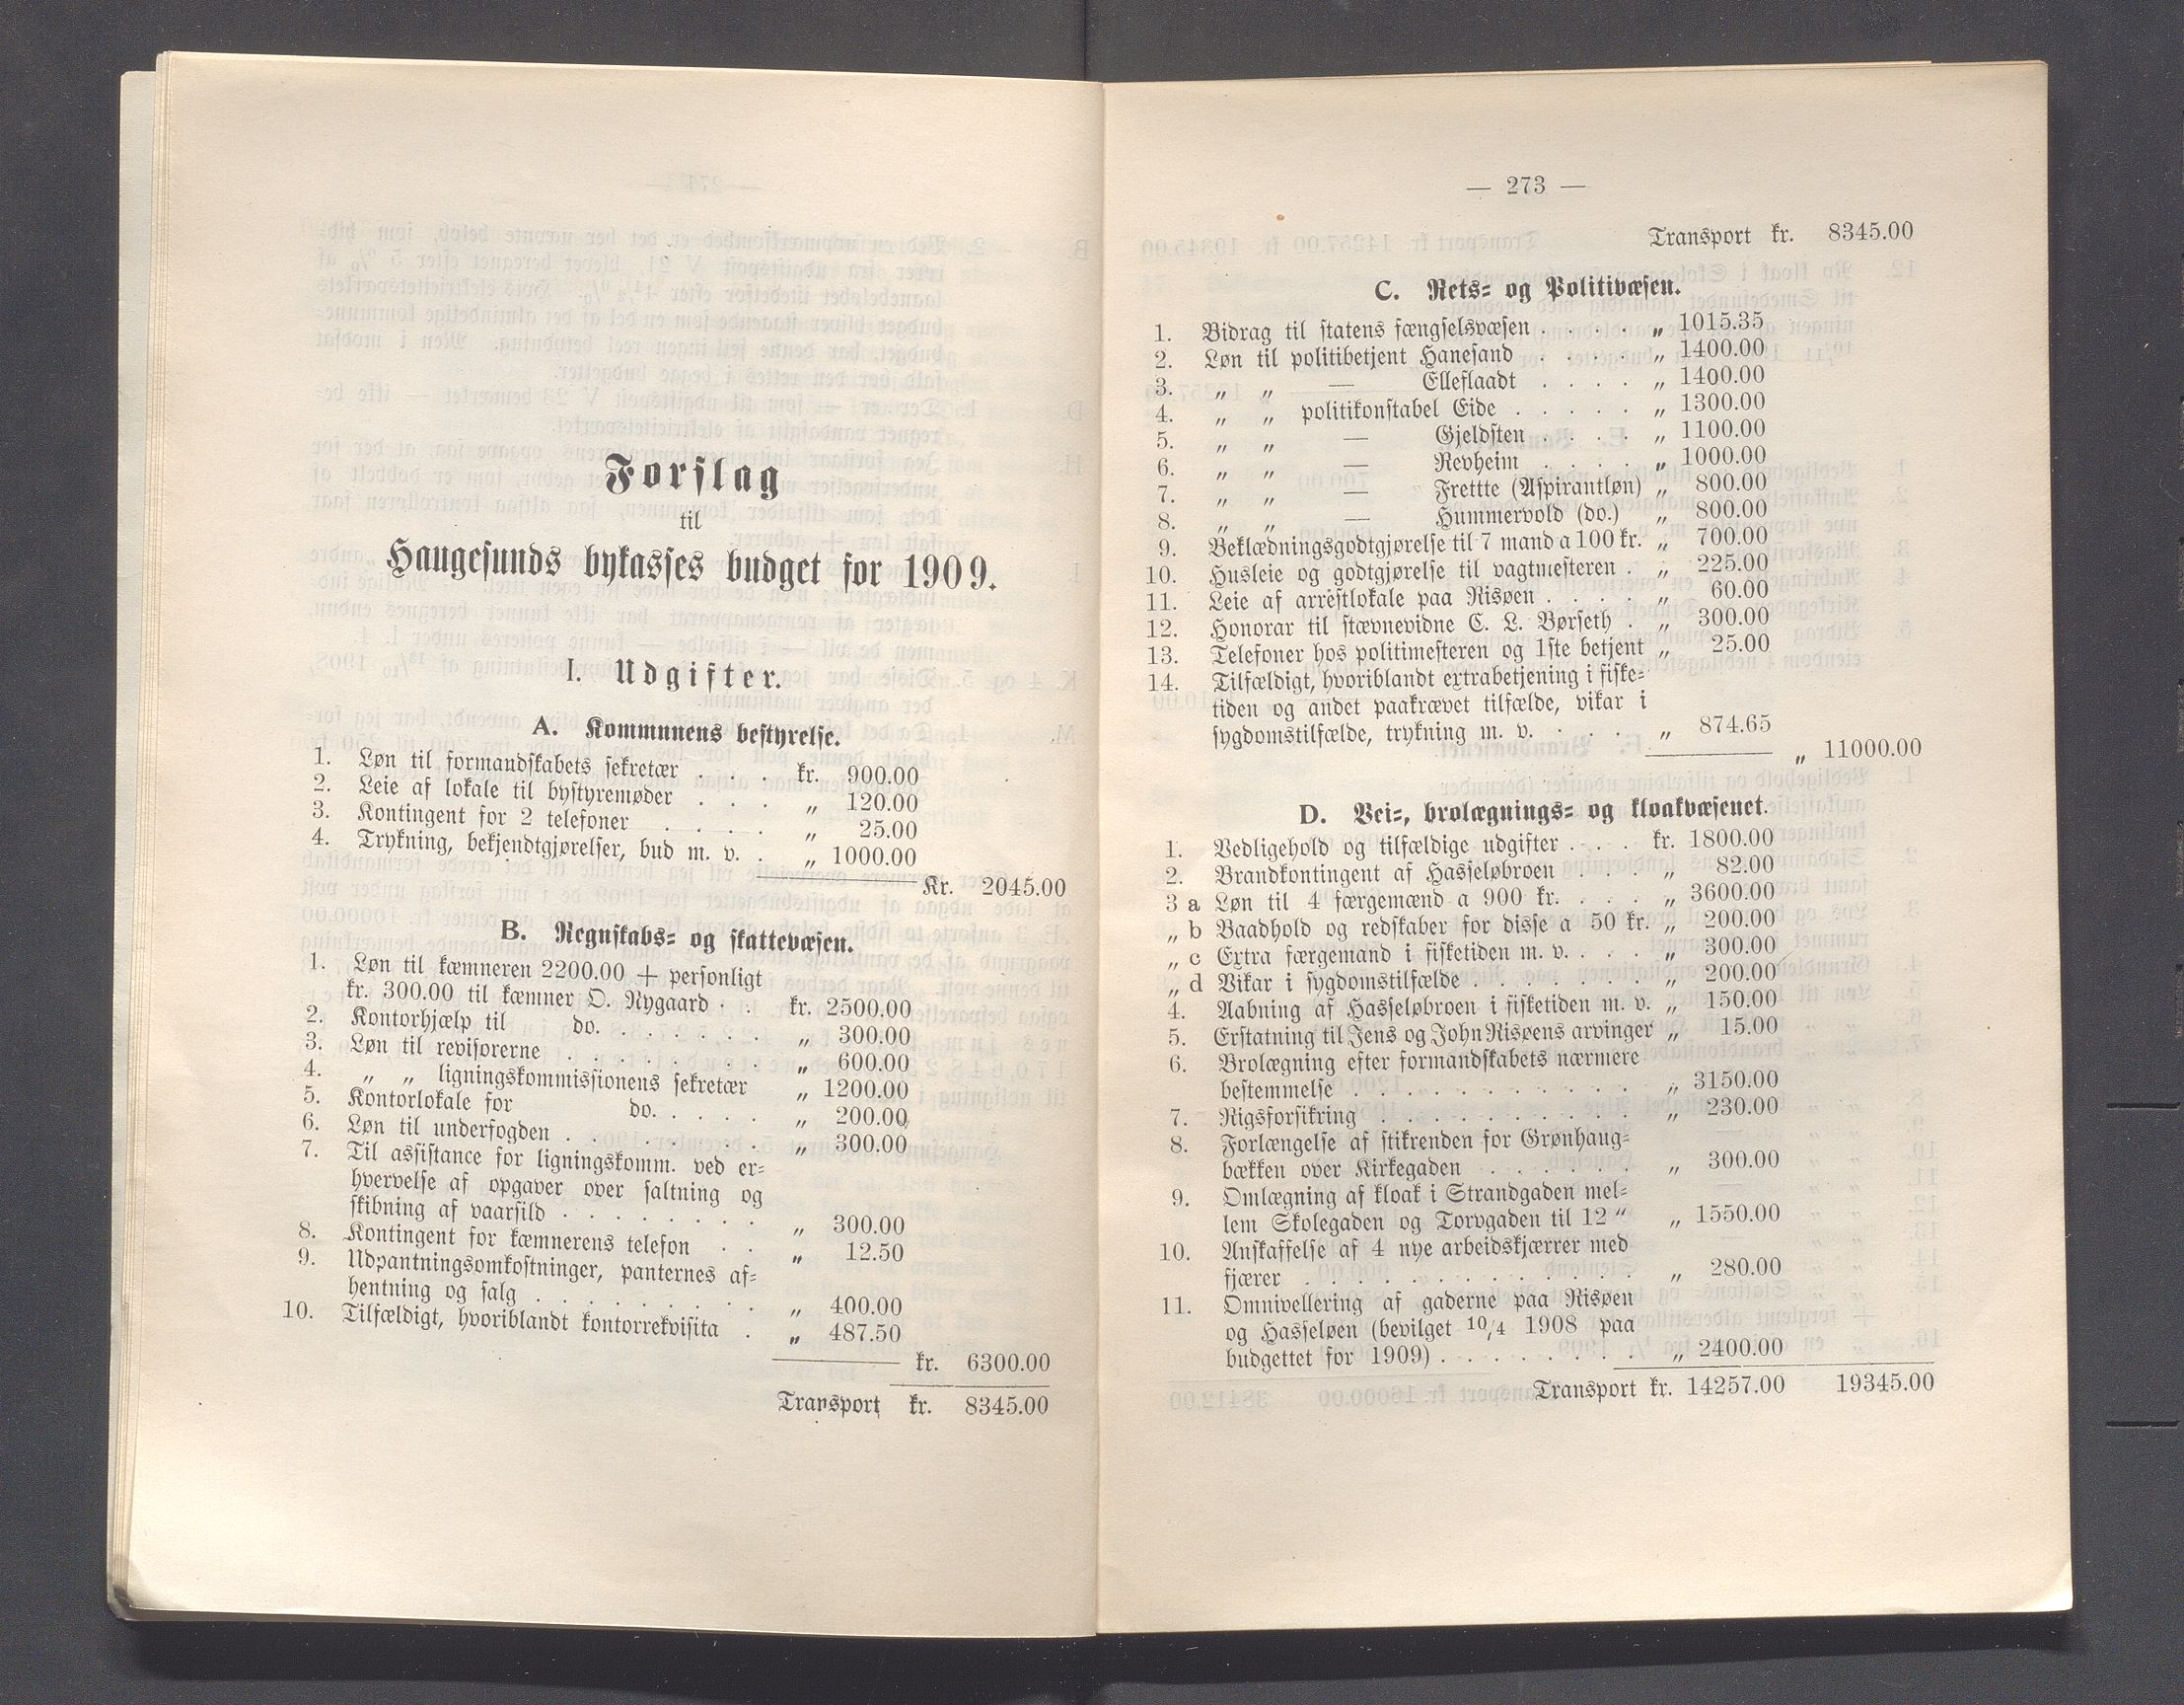 Forslag
til
Haugesunds bykasses budget for 1909.
I. Udgifter.
A. Kommunens bestyrelse.
1. Løn til formandskabets sekretær . . . kr. 900.00
2. Leie af lokale til bystyremøder . . . „ 120.00
3. Kontingent for 2 telefoner . . . . „ 25.00
4. Trykning, bekjendtgjørelser, bud m. v. . „ 1000.00
Kr. 2045.00
B. Regnskabs- og skattevæsen.
1. Løn til kæmneren 2200.00 + personligt
kr. 300.00 til kæmner O. Nygaard . . kr. 2500.00
2. Kontorhjælp til do. . . . . . . „ 300.00
3. Løn til revisorerne . . . . . . . . „ 600.00
4. „ „ ligningskommissionens sekretær „ 1200.00
5. Kontorlokale for do. . . . . „ 200.00
6. Løn til underfogden . . . . . . . . „ 300.00
7. Til assistance for ligningskomm. ved er-
hvervelse af opgaver over saltning og
skibning af vaarsild . . . . . . . . „ 300.00
8. Kontingent for kæmnerens telefon . . „ 12.50
9. Udpantningsomkostninger, panternes af-
hentning og salg . . . . . . . . . „ 400.00
10. Tilfældigt, hvoriblandt kontorrekvisita . „ 487.50
kr. 6300.00
Transport kr. 8345.00
— 273 —
Transport kr. 8345.00
C. Rets- og Politivæsen.
1. Bidrag til statens fængselsvæsen . . . . „ 1015.35
2. Løn til politibetjent Hanesand . . . . „ 1400.00
3. „ „ — Elleflaadt . . . . „ 1400.00
4. „ „ politikonstabel Eide . . . . . „ 1300.00
5. „ „ — Gjeldsten . . . . „ 1100.00
6. „ „ — Revheim . . . . „ 1000.00
7. „ „ — Frettte (Aspirantløn) „ 800.00
8. „ „ — Hummervold (do.) „ 800.00
9. Beklædningsgodtgjørelse til 7 mand a 100 kr. „ 700.00
10. Husleie og godtgjørelse til vagtmesteren . „ 225.00
11. Leie af arrestlokale paa Risøen . . . . „ 60.00
12. Honorar til stævnevidne C. L. Børseth . „ 300.00
13. Telefoner hos politimesteren og 1ste betjent „ 25.00
14. Tilfældigt, hvoriblandt extrabetjening i fiske-
tiden og andet paakrævet tilfælde, vikar i
sygdomstilfælde, trykning m. v. . . . . „ 874.65
„ 11000.00
D. Vei-, brolægnings- og kloakvæsenet.
1. Vedligehold og tilfældige udgifter . . . kr. 1800.00
2. Brandkontingent af Hasseløbroen . . . „ 82.00
3 a Løn til 4 færgemænd a 900 kr. . . . „ 3600.00
„ b Baadhold og redskaber for disse a 50 kr. „ 200.00
„ c Extra færgemand i fisketiden m. v. . . . „ 300.00
„ d Vikar i sygdomstilfælde . . . . . . . „ 200.00
4. Aabning af Hasseløbroen i fisketiden m. v. „ 150.00
5. Erstatning til Jens og John Risøens arvinger „ 15.00
6. Brolægning efter formandskabets nærmere
bestemmelse . . . . . . . . . . . „ 3150.00
7. Rigsforsikring . . . . . . . . . . „ 230.00
8. Forlængelse af stikrenden for Grønhaug-
bækken over Kirkegaden . . . . . . „ 300.00
9. Omlægning af kloak i Strandgaden mel-
lem Skolegaden og Torvgaden til 12" „ 1550.00
10. Anskaffelse af 4 nye arbeidskjærrer med
fjærer . . . . . . . . . . . . . „ 280.00
11. Omnivellering af gaderne paa Risøen
og Hasseløen (bevilget 10/4 1908 paa
budgettet for 1909) . . . . . . . . „ 2400.00
Transport kr. 14257.00 19345.00